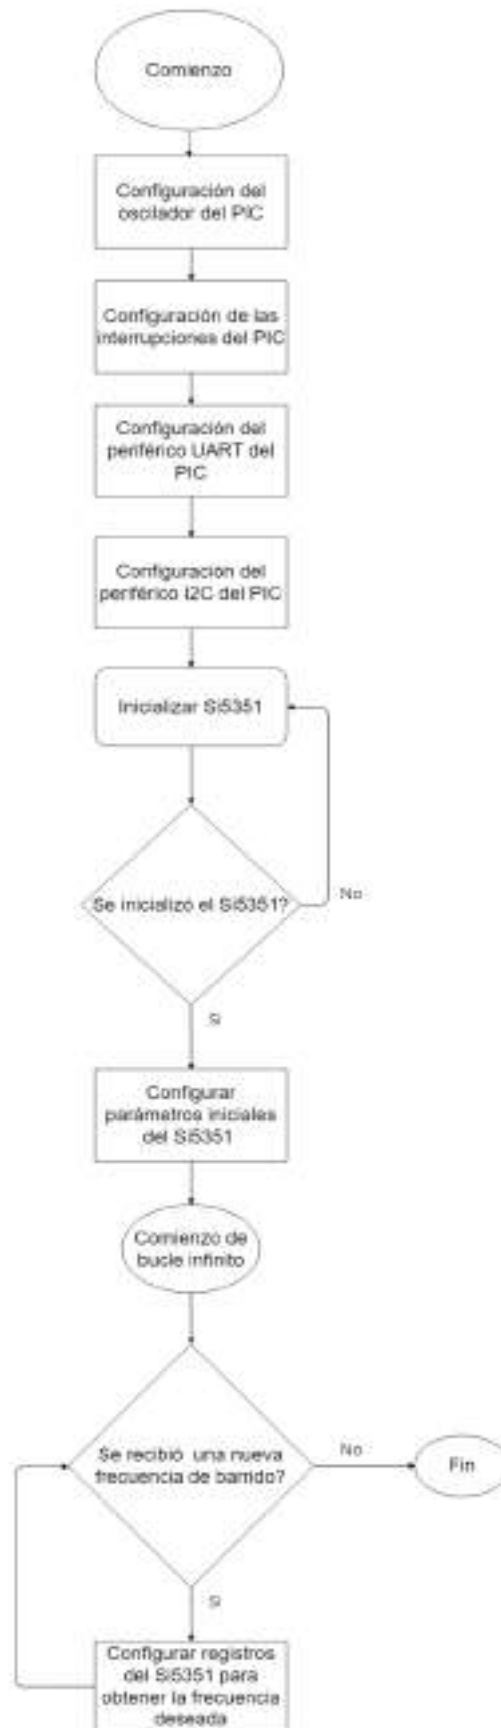 Comienzo
Configuración del
oscilador del PIC
Configuración de las
interrupciones del PIC
Configuración del
periférico UART del
PIC
Configuración del
periférico I2C del PIC
Inicializar Si5351
Se inicializó el Si5351?
No
Si
Configurar
parámetros iniciales
del Si5351
Comienzo de
bucle infinito
Se recibió una nueva
frecuencia de barrido?
No
Fin
Si
Configurar registros
del Si5351 para
obtener la frecuencia
deseada